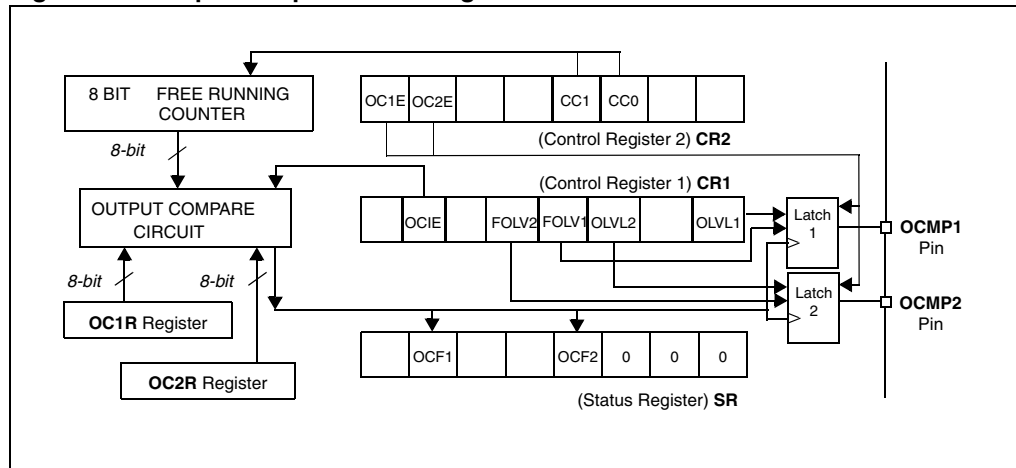 8 BIT FREE RUNNING
COUNTER
8-bit
OC1E OC2E CC1 CC0
(Control Register 2) CR2
(Control Register 1) CR1
OUTPUT COMPARE
CIRCUIT
OCIE FOLV2 FOLV1 OLVL2 OLVL1
Latch
1
OCMP1
Pin
8-bit
8-bit
Latch
2
OCMP2
Pin
OC1R Register
OCF1 OCF2 0 0 0
OC2R Register
(Status Register) SR